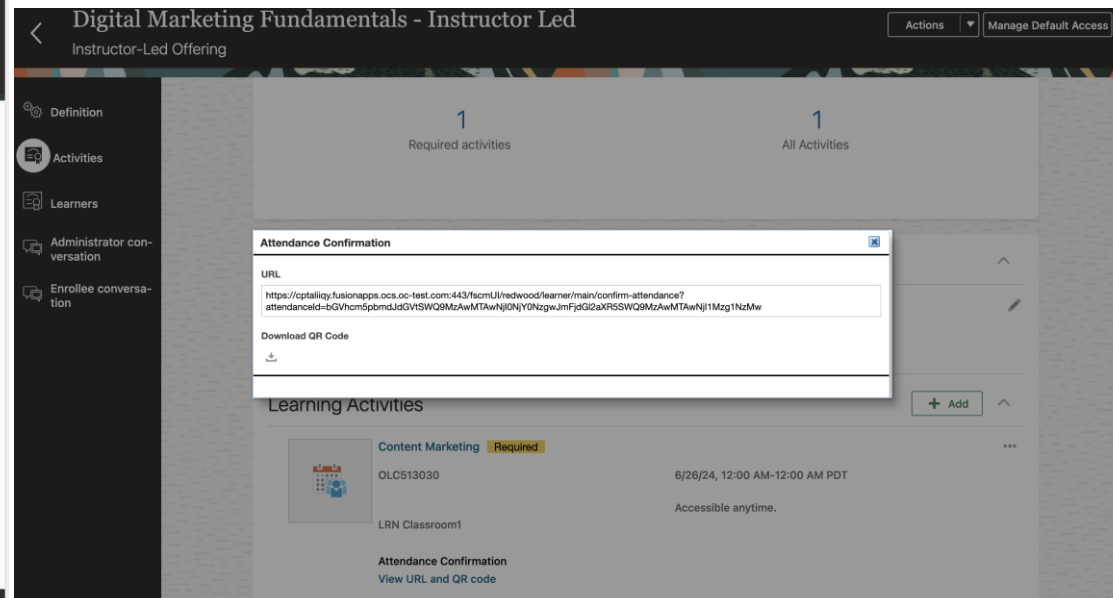 Digital Marketing Fundamentals - Instructor Led
Instructor-Led Offering
Actions
Manage Default Access
Definition
Activities
Learners
Administrator con-
versation
Enrollee conversa-
tion
1
Required activities
1
All Activities
Attendance Confirmation
URL
https://cptaliiqy.fusionapps.ocs.oc-test.com:443/fscmUI/redwood/learner/main/confirm-attendance?
attendanceId=bGVhcm5pbmdJdGVtSWQ9MzAwMTAwNjI0NjY0NzgwJmFjdGl2aXR5SWQ9MzAwMTAwNjI1Mzg1NzMw
Download QR Code
Learning Activities
+ Add
Content Marketing Required
OLC513030
6/26/24, 12:00 AM-12:00 AM PDT
Accessible anytime.
LRN Classroom1
Attendance Confirmation
View URL and QR code